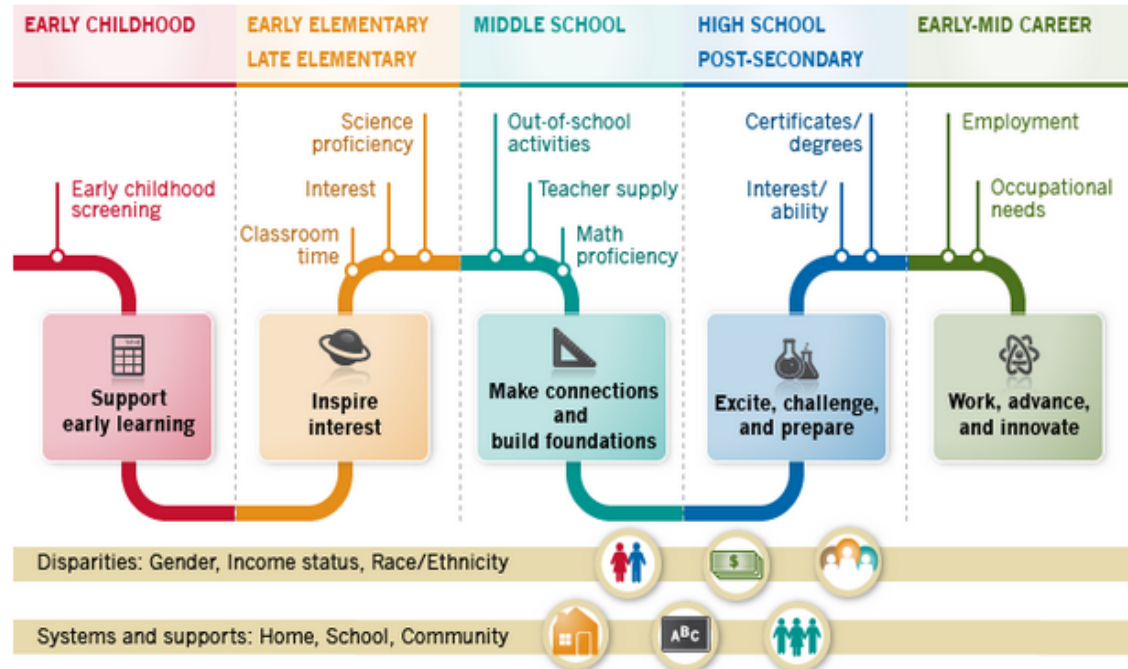 EARLY CHILDHOOD
EARLY ELEMENTARY
LATE ELEMENTARY
MIDDLE SCHOOL
HIGH SCHOOL
POST-SECONDARY
EARLY-MID CAREER
Early childhood
screening
Science
proficiency
Interest
Classroom
time
Out-of-school
activities
Teacher supply
Math
proficiency
Certificates/
degrees
Interest/
ability
Employment
Occupational
needs
Support
early learning
Inspire
interest
Make connections
and
build foundations
Excite, challenge,
and prepare
Work, advance,
and innovate
Disparities: Gender, Income status, Race/Ethnicity
$
Systems and supports: Home, School, Community
ABC